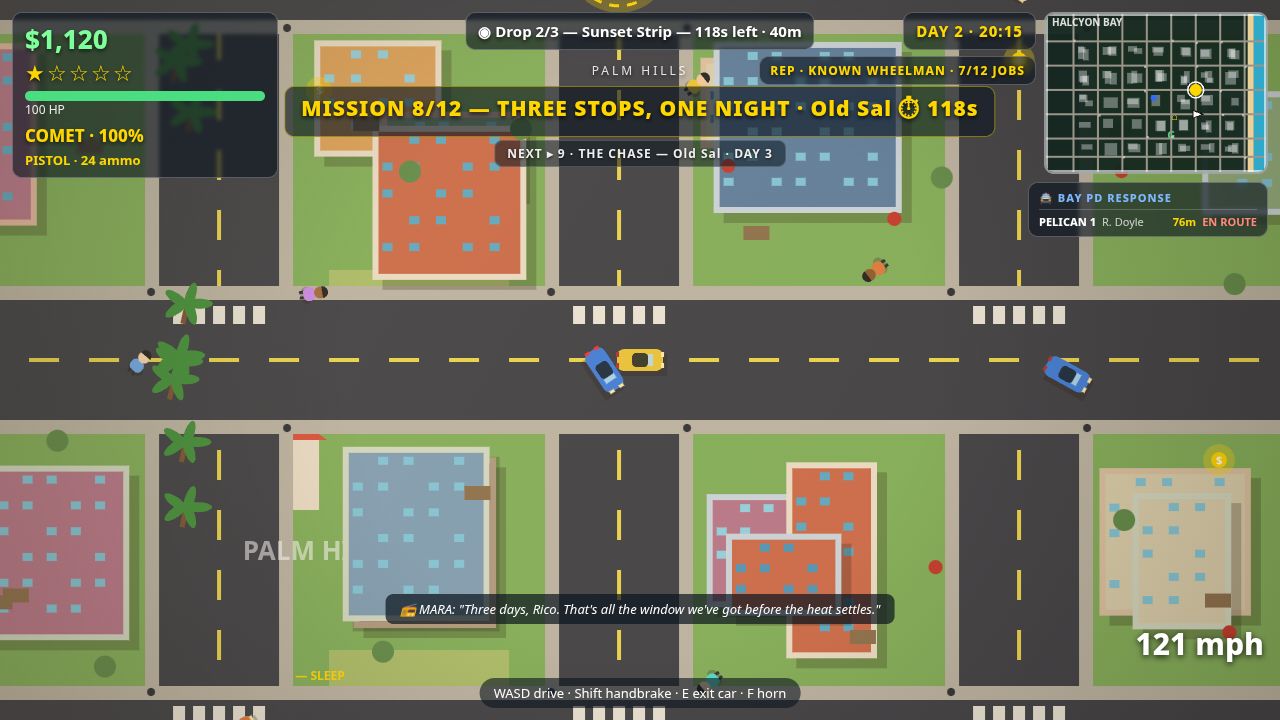 $1,120
★☆☆☆☆
100 HP
COMET · 100%
PISTOL · 24 ammo
◉ Drop 2/3 — Sunset Strip — 118s left · 40m
DAY 2 · 20:15
HALCYON BAY
PALM HILLS
REP · KNOWN WHEELMAN · 7/12 JOBS
MISSION 8/12 — THREE STOPS, ONE NIGHT · Old Sal ⏱ 118s
NEXT ▸ 9 · THE CHASE — Old Sal · DAY 3
🚔 BAY PD RESPONSE
PELICAN 1 R. Doyle 76m EN ROUTE
$
PALM H
📻 MARA: "Three days, Rico. That's all the window we've got before the heat settles."
121 mph
— SLEEP
WASD drive · Shift handbrake · E exit car · F horn